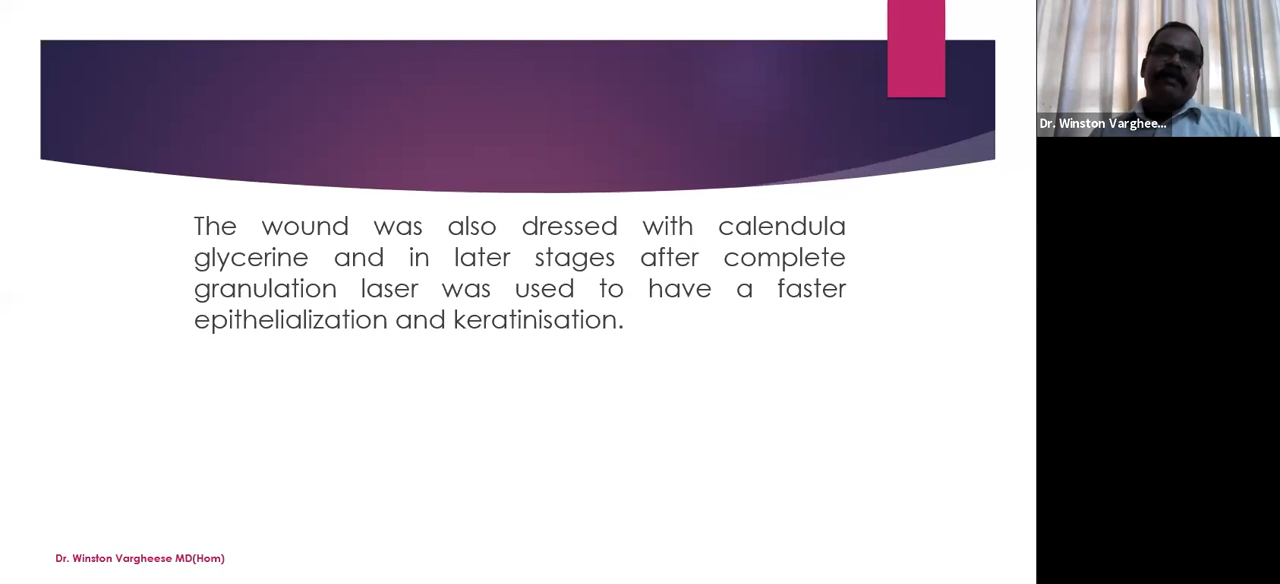 The wound was also dressed with calendula
glycerine and in later stages after complete
granulation laser was used to have a faster
epithelialization and keratinisation.
Dr. Winston Vargheese MD(Hom)
Dr. Winston Varghee...